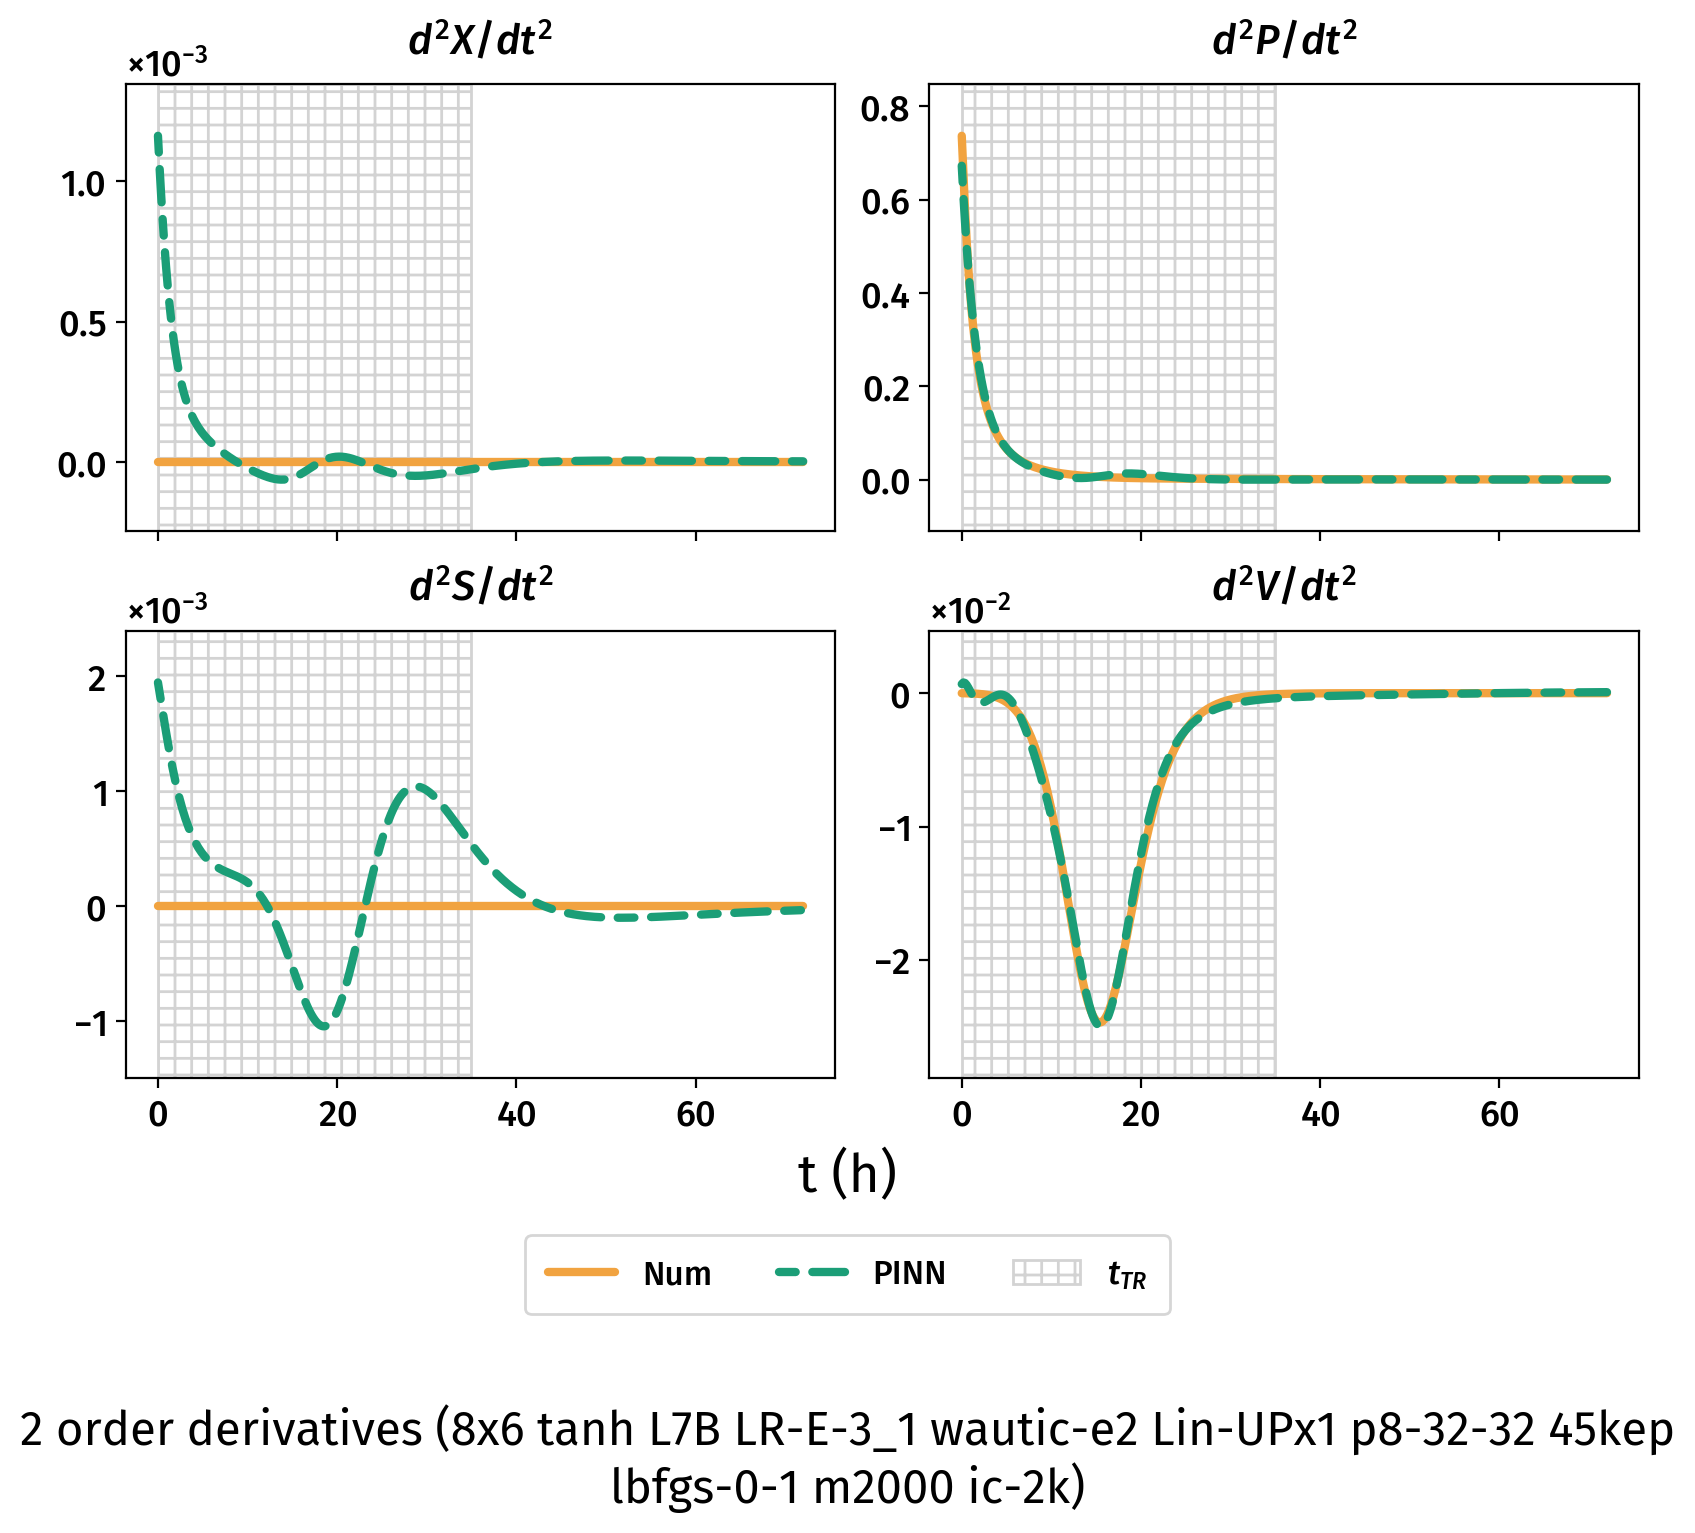 d²X/dt²
d²P/dt²
×10⁻³
1.0
0.5
0.0
0.8
0.6
0.4
0.2
0.0
d²S/dt²
d²V/dt²
×10⁻³
×10⁻²
2
1
0
−1
0
−1
−2
0 20 40 60
0 20 40 60
t (h)
Num PINN t_TR
2 order derivatives (8x6 tanh L7B LR-E-3_1 wautic-e2 Lin-UPx1 p8-32-32 45kep
lbfgs-0-1 m2000 ic-2k)